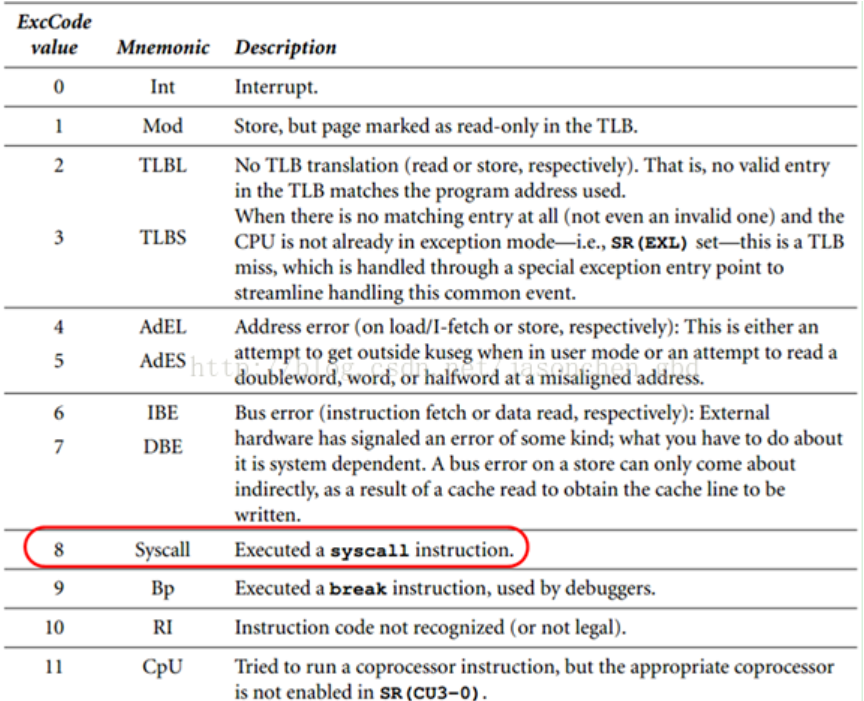 ExcCode
value Mnemonic Description
0 Int Interrupt.
1 Mod Store, but page marked as read-only in the TLB.
2 TLBL No TLB translation (read or store, respectively). That is, no valid entry
in the TLB matches the program address used.
When there is no matching entry at all (not even an invalid one) and the
3 TLBS CPU is not already in exception mode—i.e., SR(EXL) set—this is a TLB
miss, which is handled through a special exception entry point to
streamline handling this common event.
4 AdEL Address error (on load/I-fetch or store, respectively): This is either an
5 AdES attempt to get outside kuseg when in user mode or an attempt to read a
http://blog.csdn.net/jasonchen_gbd
doubleword, word, or halfword at a misaligned address.
6 IBE Bus error (instruction fetch or data read, respectively): External
7 DBE hardware has signaled an error of some kind; what you have to do about
it is system dependent. A bus error on a store can only come about
indirectly, as a result of a cache read to obtain the cache line to be
written.
8 Syscall Executed a syscall instruction.
9 Bp Executed a break instruction, used by debuggers.
10 RI Instruction code not recognized (or not legal).
11 CpU Tried to run a coprocessor instruction, but the appropriate coprocessor
is not enabled in SR(CU3-0).